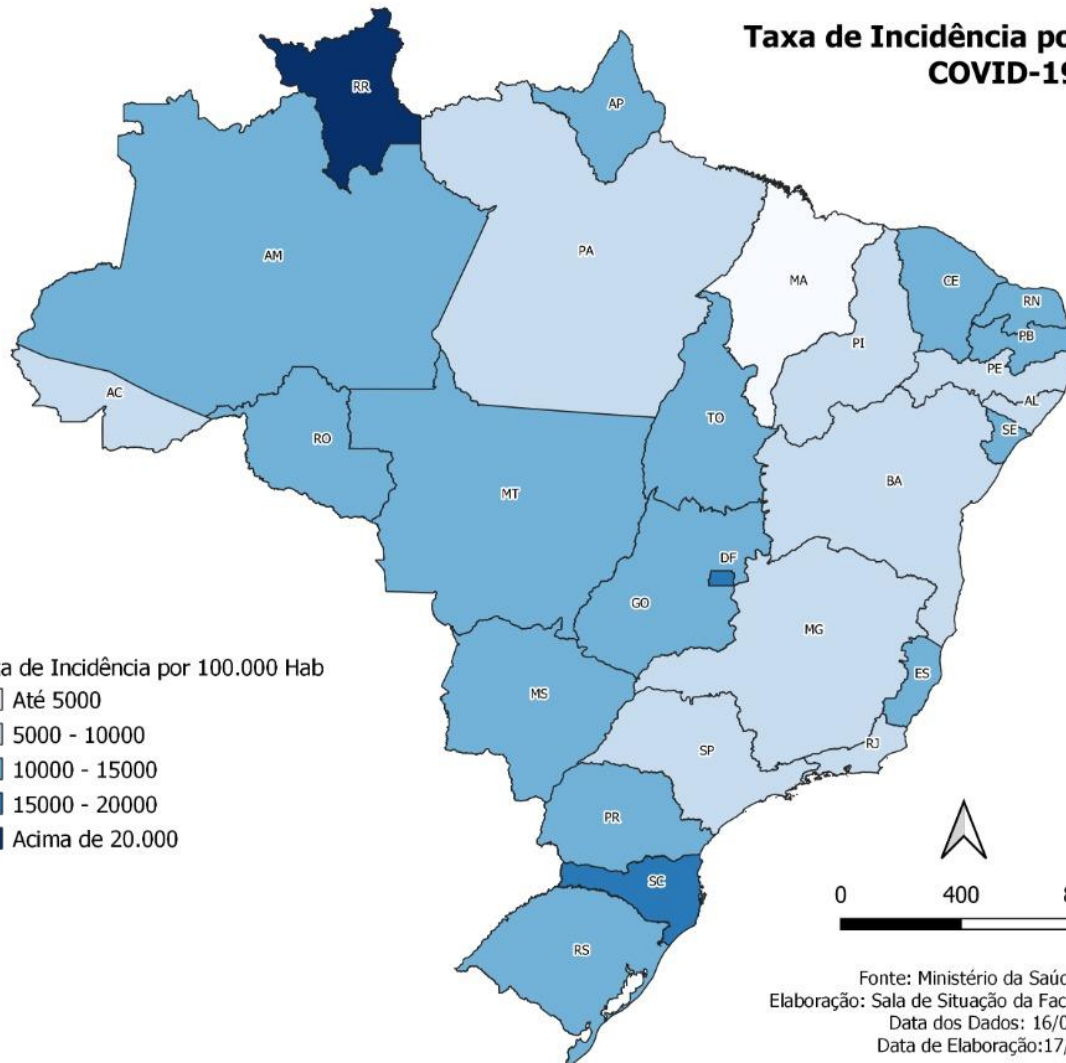 Taxa de Incidência po
COVID-19
RR
AP
AM
PA
MA
CE
RN
PB
PI
PE
AC
AL
TO
SE
RO
BA
MT
DF
GO
MG
ES
MS
SP
RJ
PR
SC
RS
a de Incidência por 100.000 Hab
Até 5000
5000 - 10000
10000 - 15000
15000 - 20000
Acima de 20.000
0 400 8
Fonte: Ministério da Saúd
Elaboração: Sala de Situação da Fac
Data dos Dados: 16/0
Data de Elaboração:17/